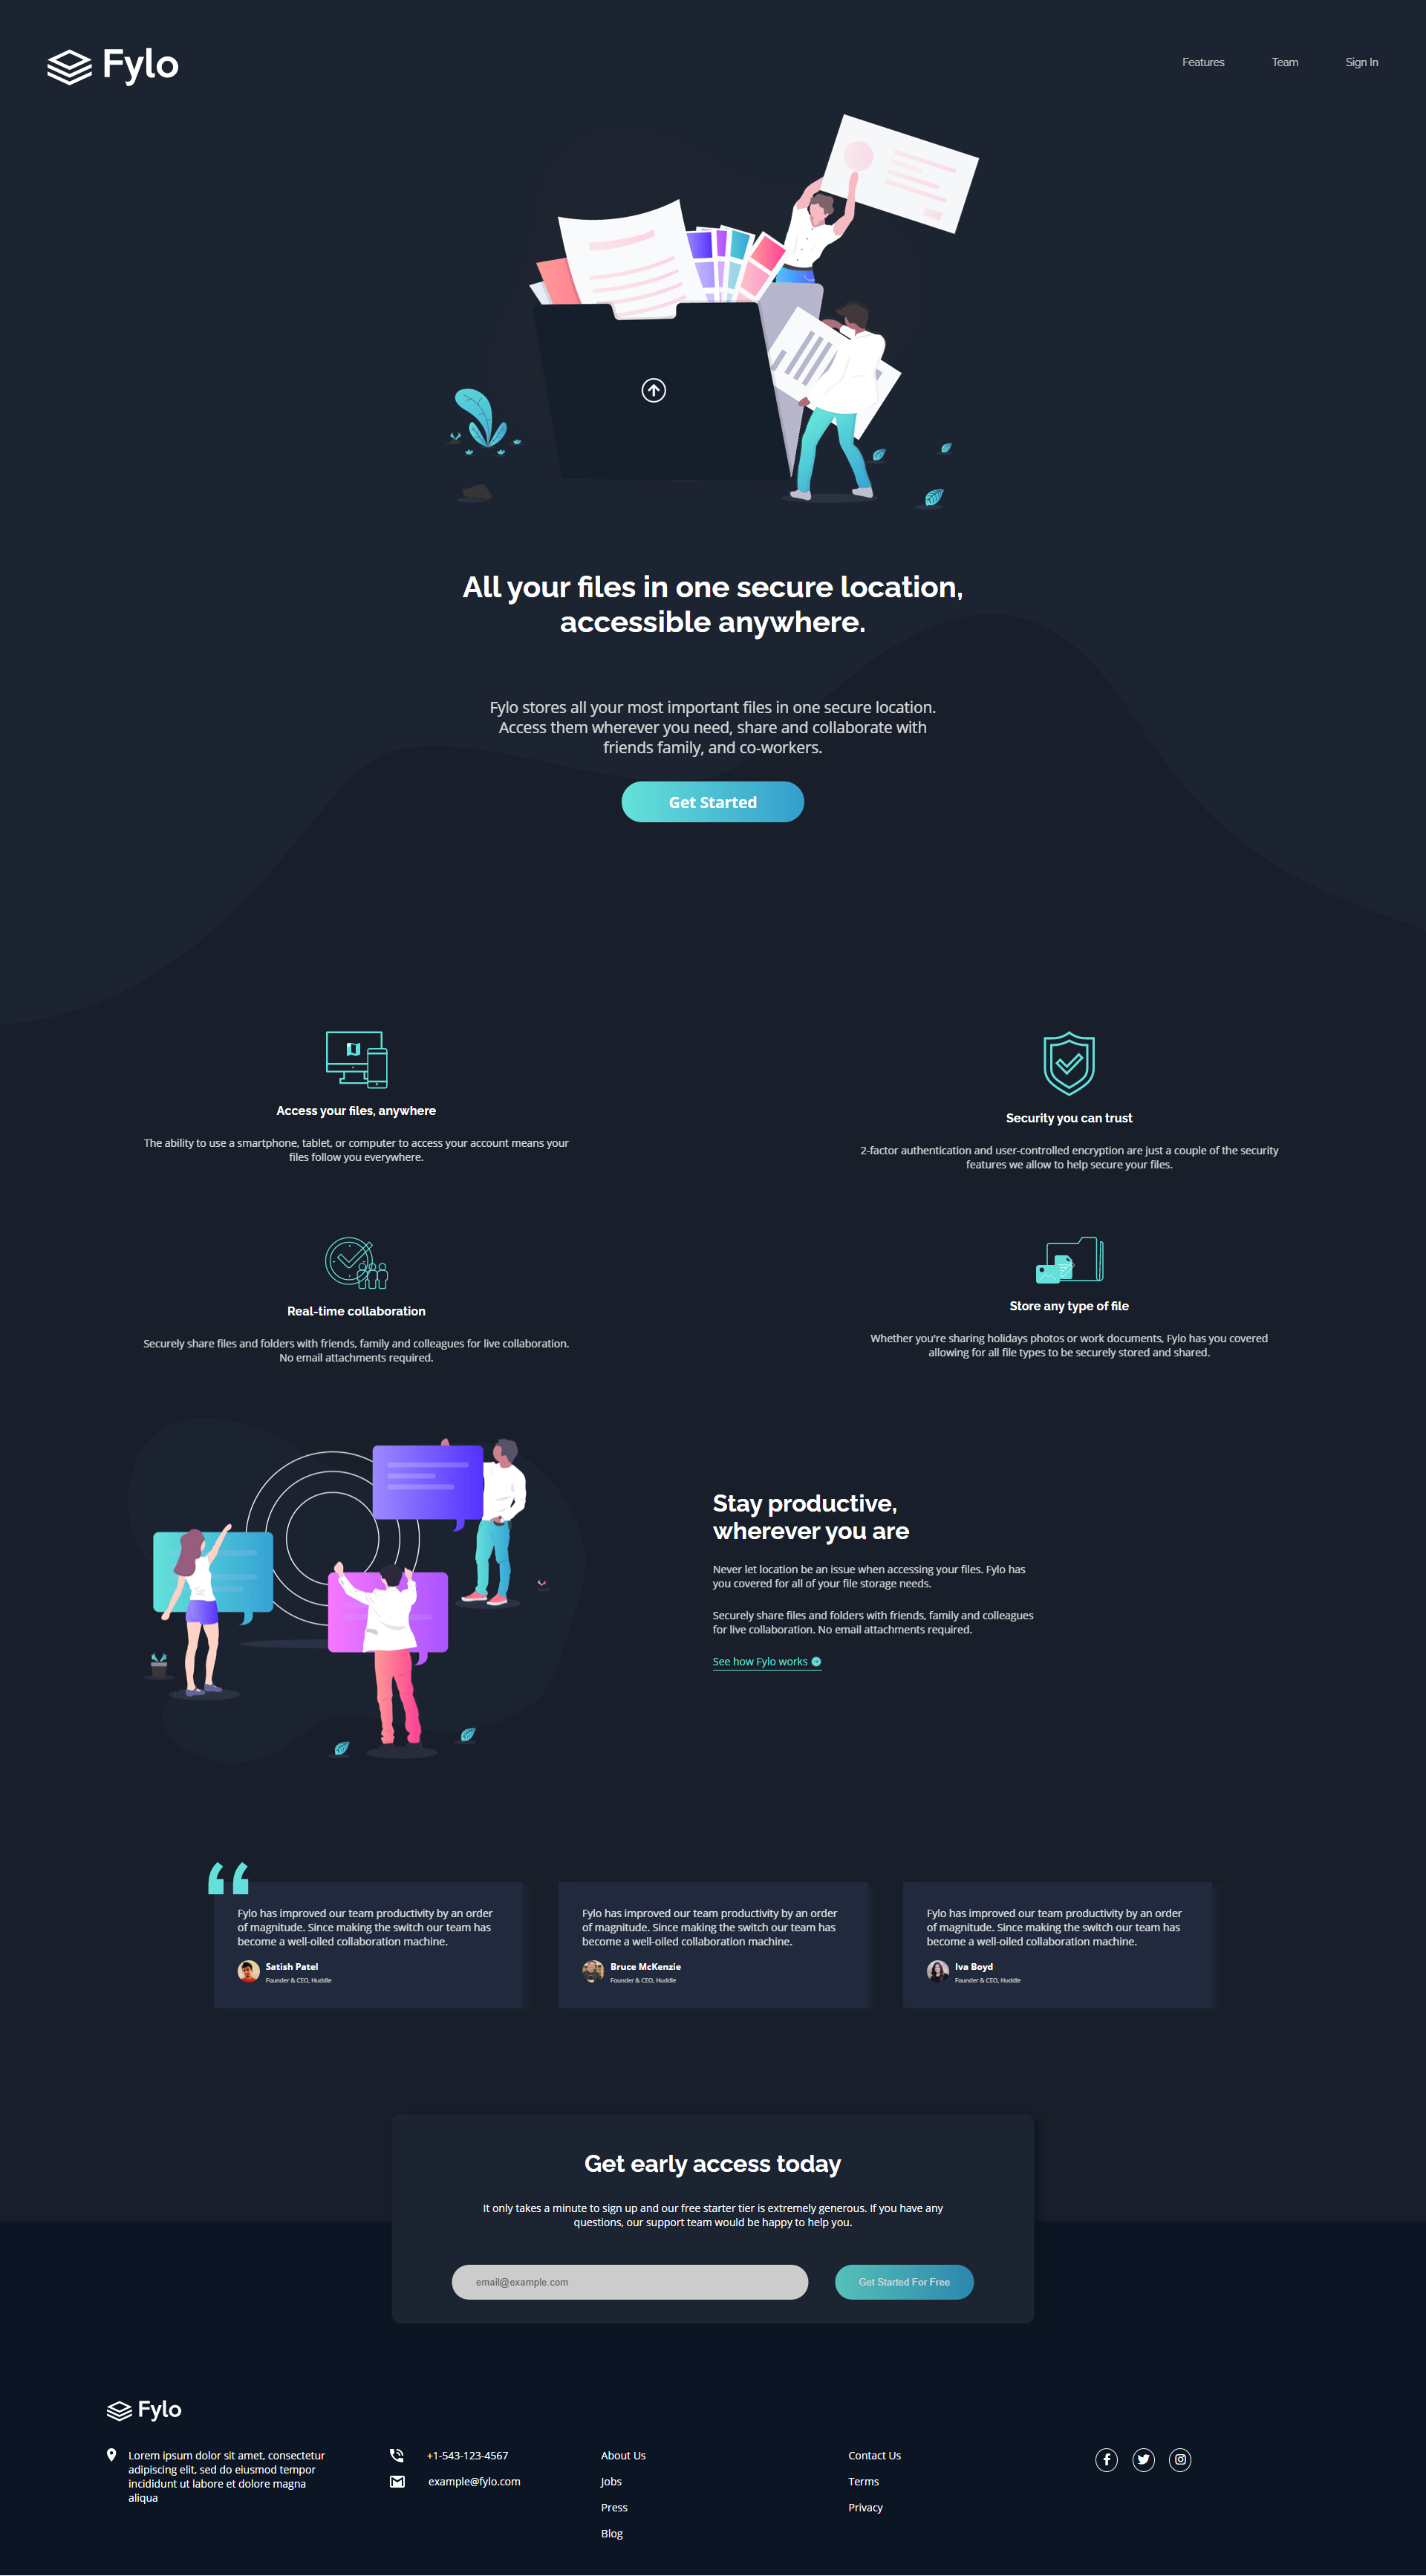 Fylo
Features
Team
Sign In
All your files in one secure location,
accessible anywhere.
Fylo stores all your most important files in one secure location.
Access them wherever you need, share and collaborate with
friends family, and co-workers.
Get Started
Access your files, anywhere
The ability to use a smartphone, tablet, or computer to access your account means your
files follow you everywhere.
Security you can trust
2-factor authentication and user-controlled encryption are just a couple of the security
features we allow to help secure your files.
Real-time collaboration
Securely share files and folders with friends, family and colleagues for live collaboration.
No email attachments required.
Store any type of file
Whether you're sharing holidays photos or work documents, Fylo has you covered
allowing for all file types to be securely stored and shared.
Stay productive,
wherever you are
Never let location be an issue when accessing your files. Fylo has
you covered for all of your file storage needs.
Securely share files and folders with friends, family and colleagues
for live collaboration. No email attachments required.
See how Fylo works
Fylo has improved our team productivity by an order
of magnitude. Since making the switch our team has
become a well-oiled collaboration machine.
Satish Patel
Founder & CEO, Huddle
Fylo has improved our team productivity by an order
of magnitude. Since making the switch our team has
become a well-oiled collaboration machine.
Bruce McKenzie
Founder & CEO, Huddle
Fylo has improved our team productivity by an order
of magnitude. Since making the switch our team has
become a well-oiled collaboration machine.
Iva Boyd
Founder & CEO, Huddle
Get early access today
It only takes a minute to sign up and our free starter tier is extremely generous. If you have any
questions, our support team would be happy to help you.
email@example.com
Get Started For Free
Fylo
Lorem ipsum dolor sit amet, consectetur
adipiscing elit, sed do eiusmod tempor
incididunt ut labore et dolore magna
aliqua
+1-543-123-4567
example@fylo.com
About Us
Jobs
Press
Blog
Contact Us
Terms
Privacy